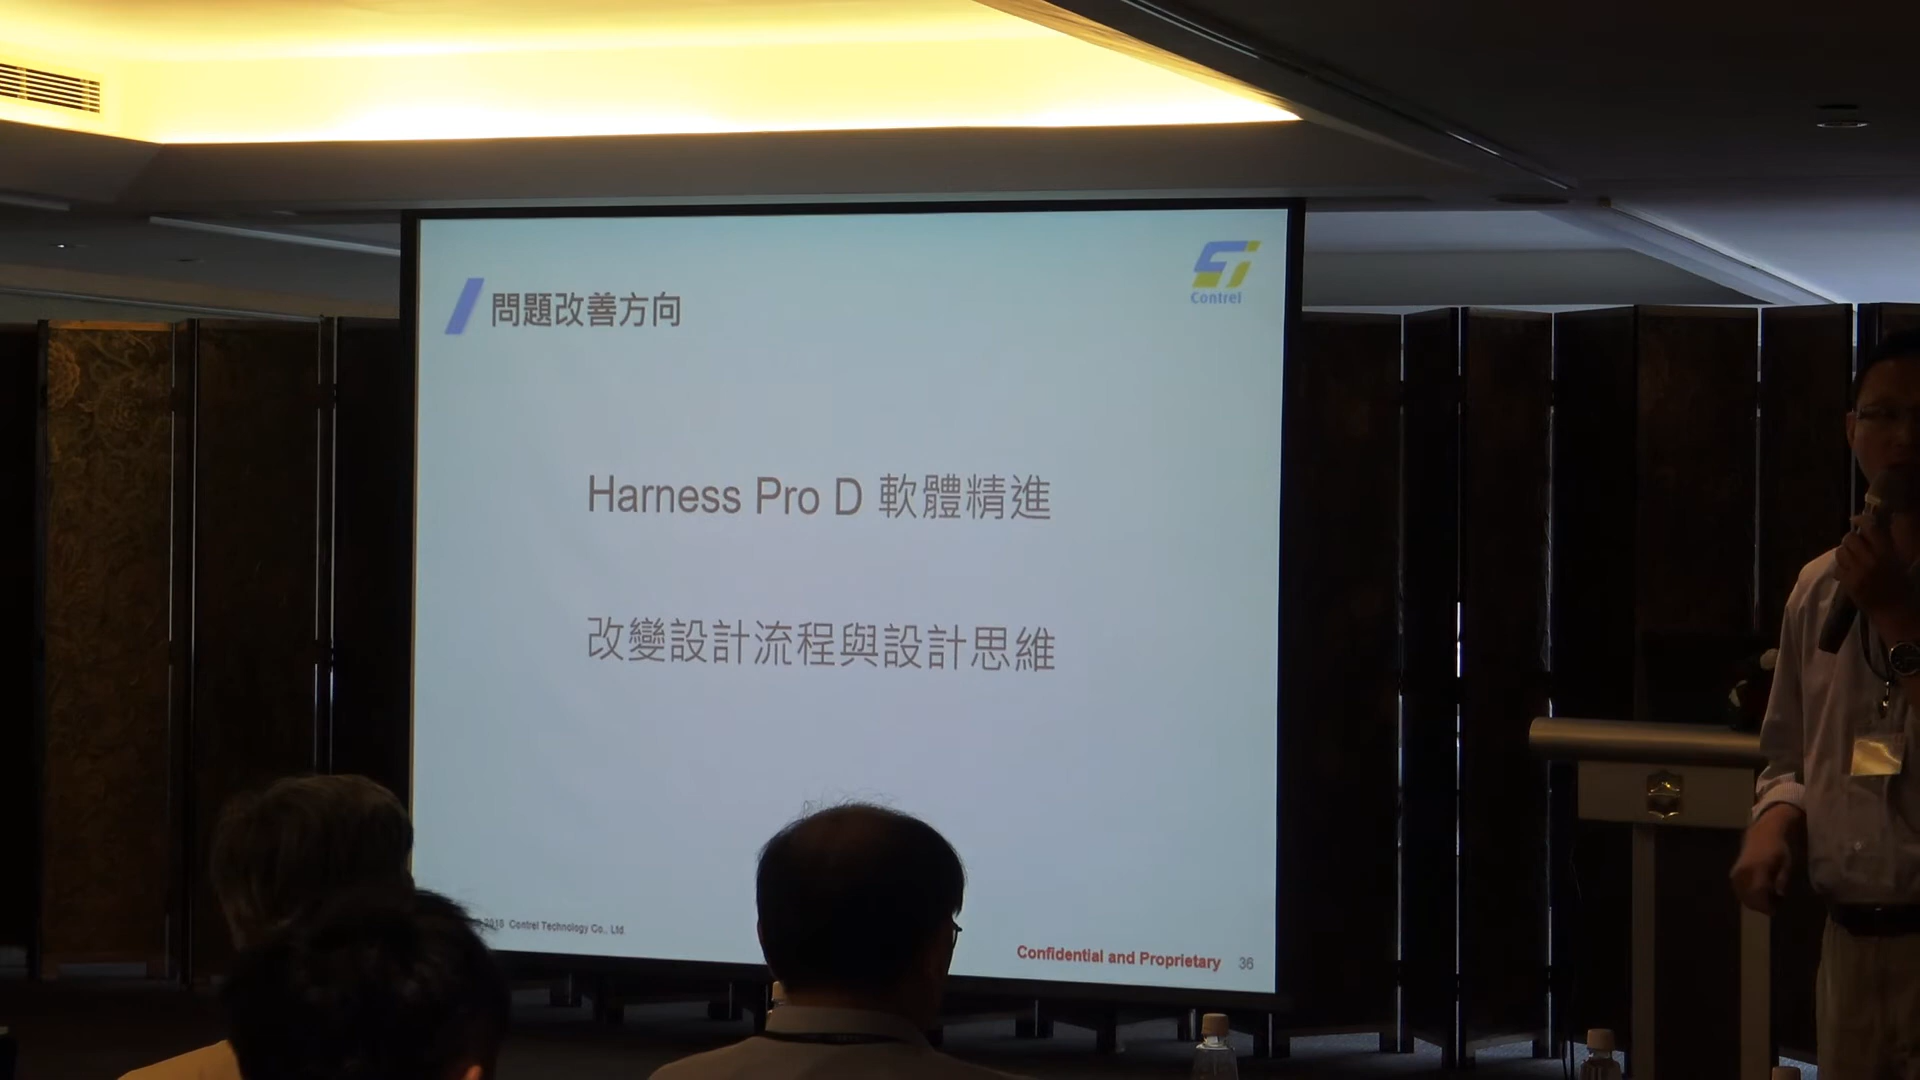 問題改善方向
Contrel
Harness Pro D 軟體精進
改變設計流程與設計思維
2018 Contrel Technology Co., Ltd.
Confidential and Proprietary 36